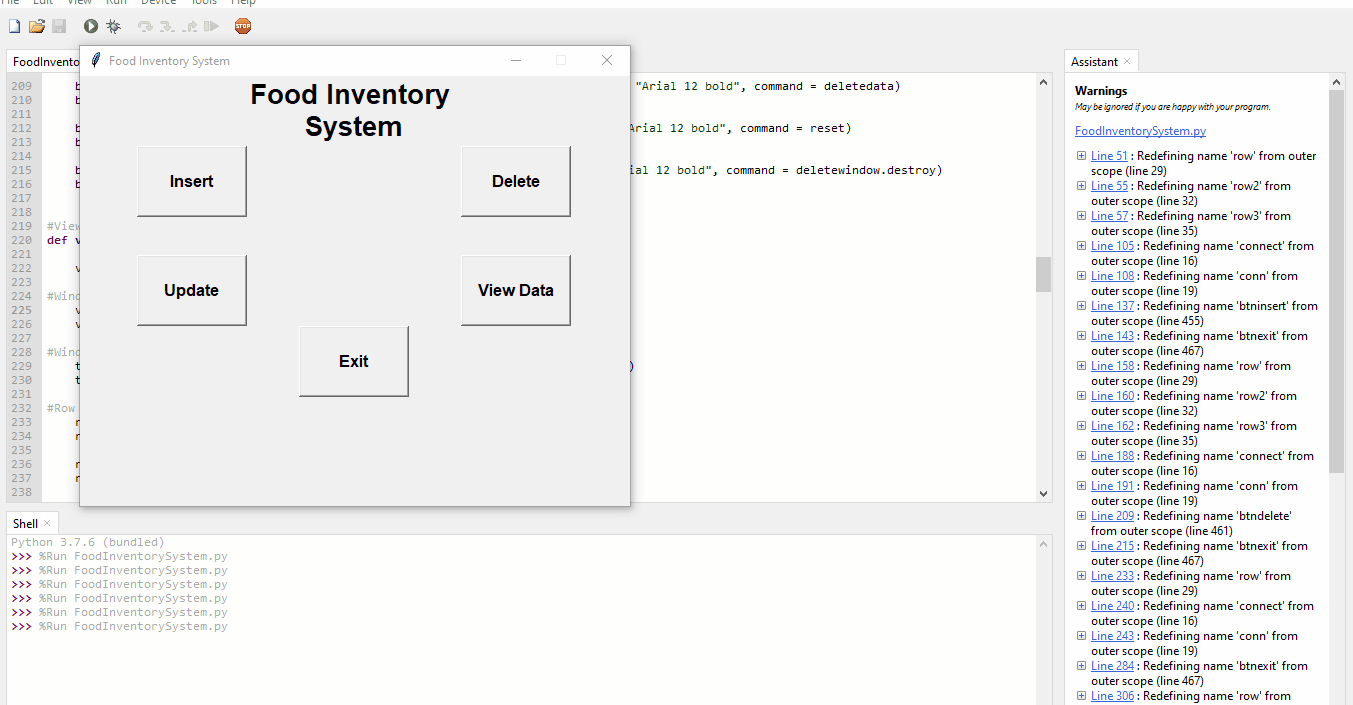 File Edit View Run Device Tools Help
STOP
FoodInvento
Food Inventory System
Food Inventory
System
Insert
Delete
Update
View Data
Exit
209 b "Arial 12 bold", command = deletedata)
210 b
211
212 b Arial 12 bold", command = reset)
213 b
214
215 b ial 12 bold", command = deletewindow.destroy)
216 b
217
218
219 #View
220 def v
221
222 v
223
224 #Wind
225 v
226 v
227
228 #Wind
229 t )
230 t
231
232 #Row
233 r
234 r
235
236 r
237 r
238
Shell ×
Python 3.7.6 (bundled)
>>> %Run FoodInventorySystem.py
>>> %Run FoodInventorySystem.py
>>> %Run FoodInventorySystem.py
>>> %Run FoodInventorySystem.py
>>> %Run FoodInventorySystem.py
>>> %Run FoodInventorySystem.py
Assistant ×
Warnings
May be ignored if you are happy with your program.
FoodInventorySystem.py
Line 51 : Redefining name 'row' from outer
scope (line 29)
Line 55 : Redefining name 'row2' from
outer scope (line 32)
Line 57 : Redefining name 'row3' from
outer scope (line 35)
Line 105 : Redefining name 'connect' from
outer scope (line 16)
Line 108 : Redefining name 'conn' from
outer scope (line 19)
Line 137 : Redefining name 'btninsert' from
outer scope (line 455)
Line 143 : Redefining name 'btnexit' from
outer scope (line 467)
Line 158 : Redefining name 'row' from
outer scope (line 29)
Line 160 : Redefining name 'row2' from
outer scope (line 32)
Line 162 : Redefining name 'row3' from
outer scope (line 35)
Line 188 : Redefining name 'connect' from
outer scope (line 16)
Line 191 : Redefining name 'conn' from
outer scope (line 19)
Line 209 : Redefining name 'btndelete'
from outer scope (line 461)
Line 215 : Redefining name 'btnexit' from
outer scope (line 467)
Line 233 : Redefining name 'row' from
outer scope (line 29)
Line 240 : Redefining name 'connect' from
outer scope (line 16)
Line 243 : Redefining name 'conn' from
outer scope (line 19)
Line 284 : Redefining name 'btnexit' from
outer scope (line 467)
Line 306 : Redefining name 'row' from